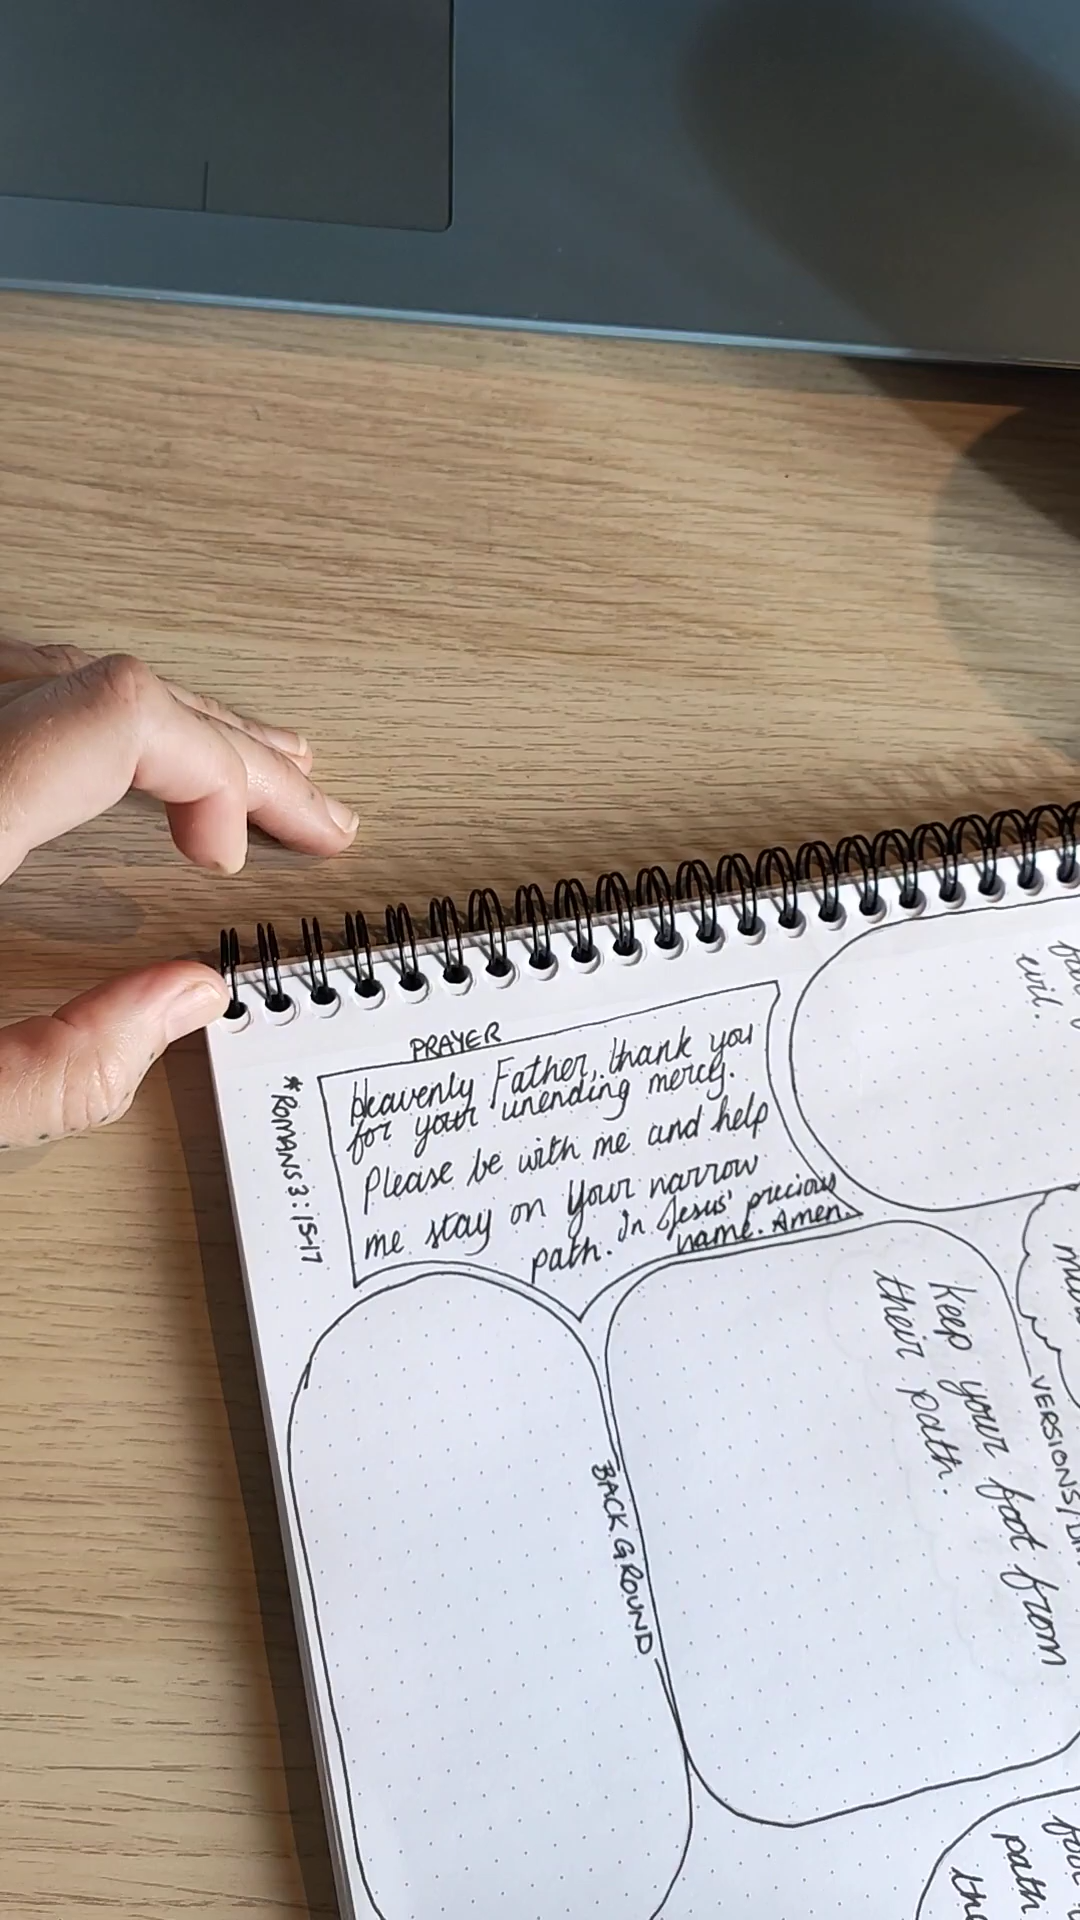 PRAYER
Heavenly Father, thank you
for your unending mercy.
Please be with me and help
me stay on Your narrow
path. In Jesus' precious
name. Amen.
*ROMANS 3:15-17
evil.
keep your foot from
their path.
VERSIONS/
BACKGROUND
path